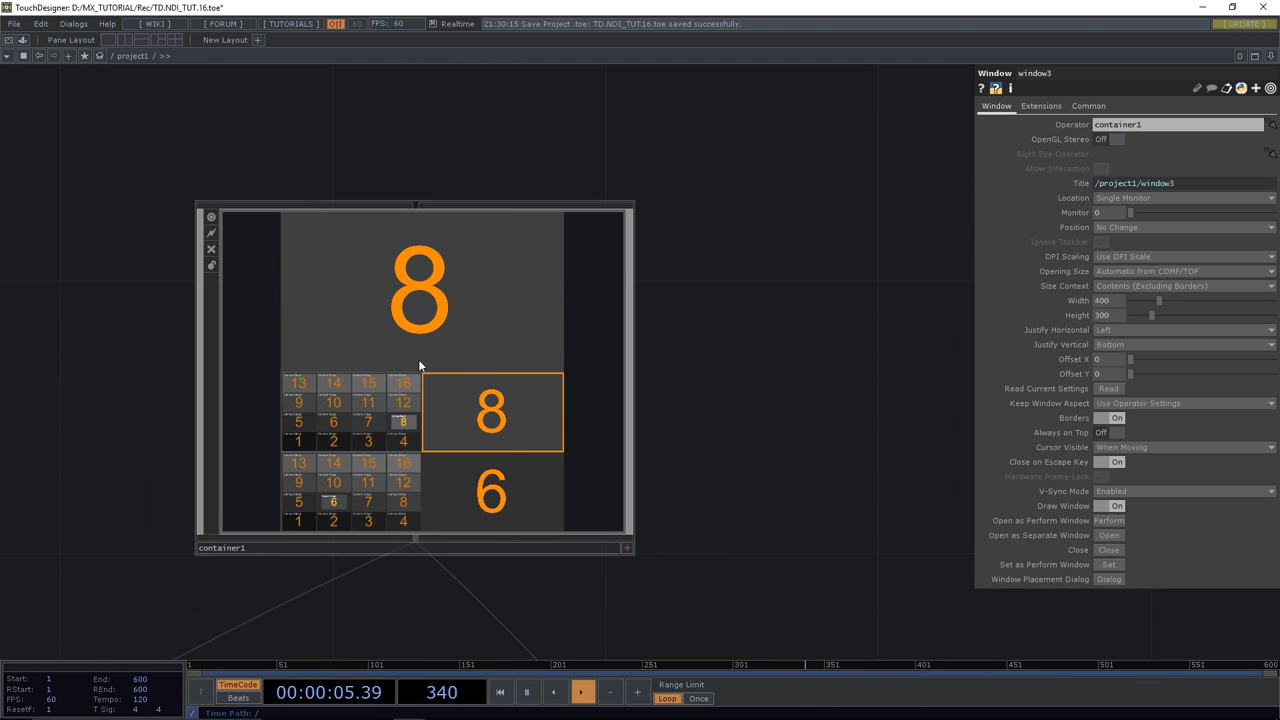 TouchDesigner: D:/MX_TUTORIAL/Rec/TD.NDI_TUT.16.toe*
File Edit Dialogs Help [ WIKI ] [ FORUM ] [ TUTORIALS ] O|I 60 FPS: 60 Realtime 21:30:15 Save Project .toe: TD.NDI_TUT.16.toe saved successfully. [ UPDATE ]
Pane Layout New Layout +
/ project1 / >> 0
Window window3
Window Extensions Common
Operator container1
OpenGL Stereo Off
Right Eye Operator
Allow Interaction
Title /project1/window3
Location Single Monitor
Monitor 0
Position No Change
Ignore Taskbar
DPI Scaling Use DPI Scale
Opening Size Automatic from COMP/TOP
Size Context Contents (Excluding Borders)
Width 400
Height 300
Justify Horizontal Left
Justify Vertical Bottom
Offset X 0
Offset Y 0
Read Current Settings Read
Keep Window Aspect Use Operator Settings
Borders On
Always on Top Off
Cursor Visible When Moving
Close on Escape Key On
Hardware Frame-Lock
V-Sync Mode Enabled
Draw Window On
Open as Perform Window Perform
Open as Separate Window Open
Close Close
Set as Perform Window Set
Window Placement Dialog Dialog
8
13 14 15 16
9 10 11 12
5 6 7 8
1 2 3 4
8
13 14 15 16
9 10 11 12
5 6 7 8
1 2 3 4
6
container1
1 51 101 151 201 251 301 351 401 451 501 551 600
Start: 1 End: 600
RStart: 1 REnd: 600
FPS: 60 Tempo: 120
ResetF: 1 T Sig: 4 4
TimeCode
Beats
00:00:05.39 340
Range Limit
Loop Once
/ Time Path: /